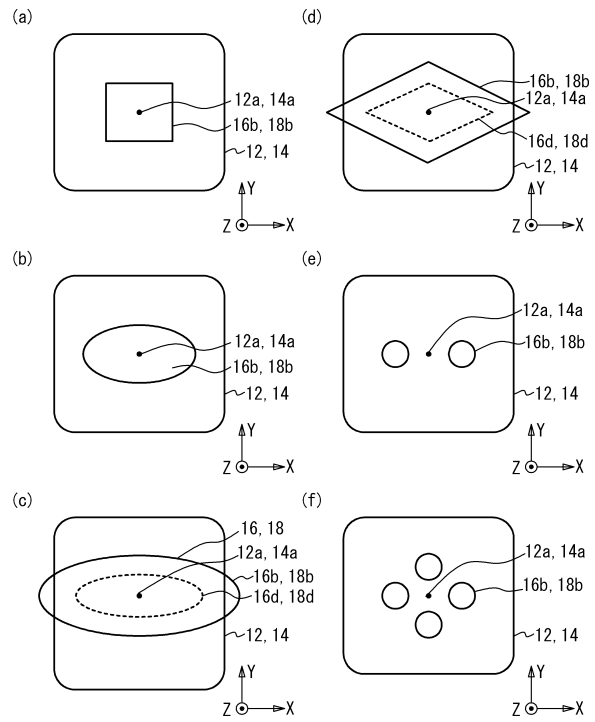 (a)
12a, 14a
16b, 18b
12, 14
Y
Z
X
(b)
12a, 14a
16b, 18b
12, 14
Y
Z
X
(c)
16, 18
12a, 14a
16b, 18b
16d, 18d
12, 14
Y
Z
X
(d)
16b, 18b
12a, 14a
16d, 18d
12, 14
Y
Z
X
(e)
12a, 14a
16b, 18b
12, 14
Y
Z
X
(f)
12a, 14a
16b, 18b
12, 14
Y
Z
X